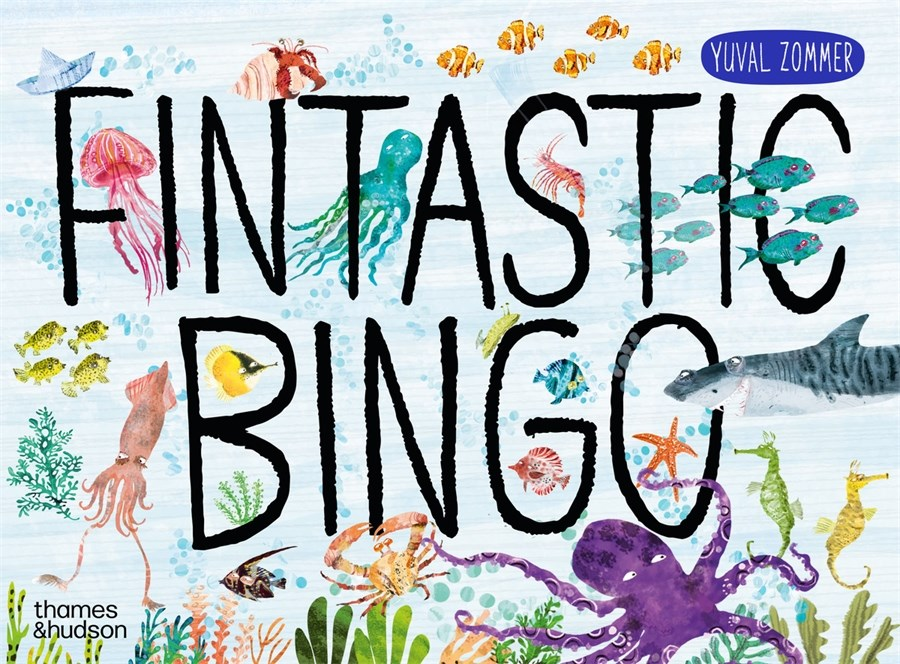 YUVAL ZOMMER
FINTASTIC
BINGO
thames
&hudson